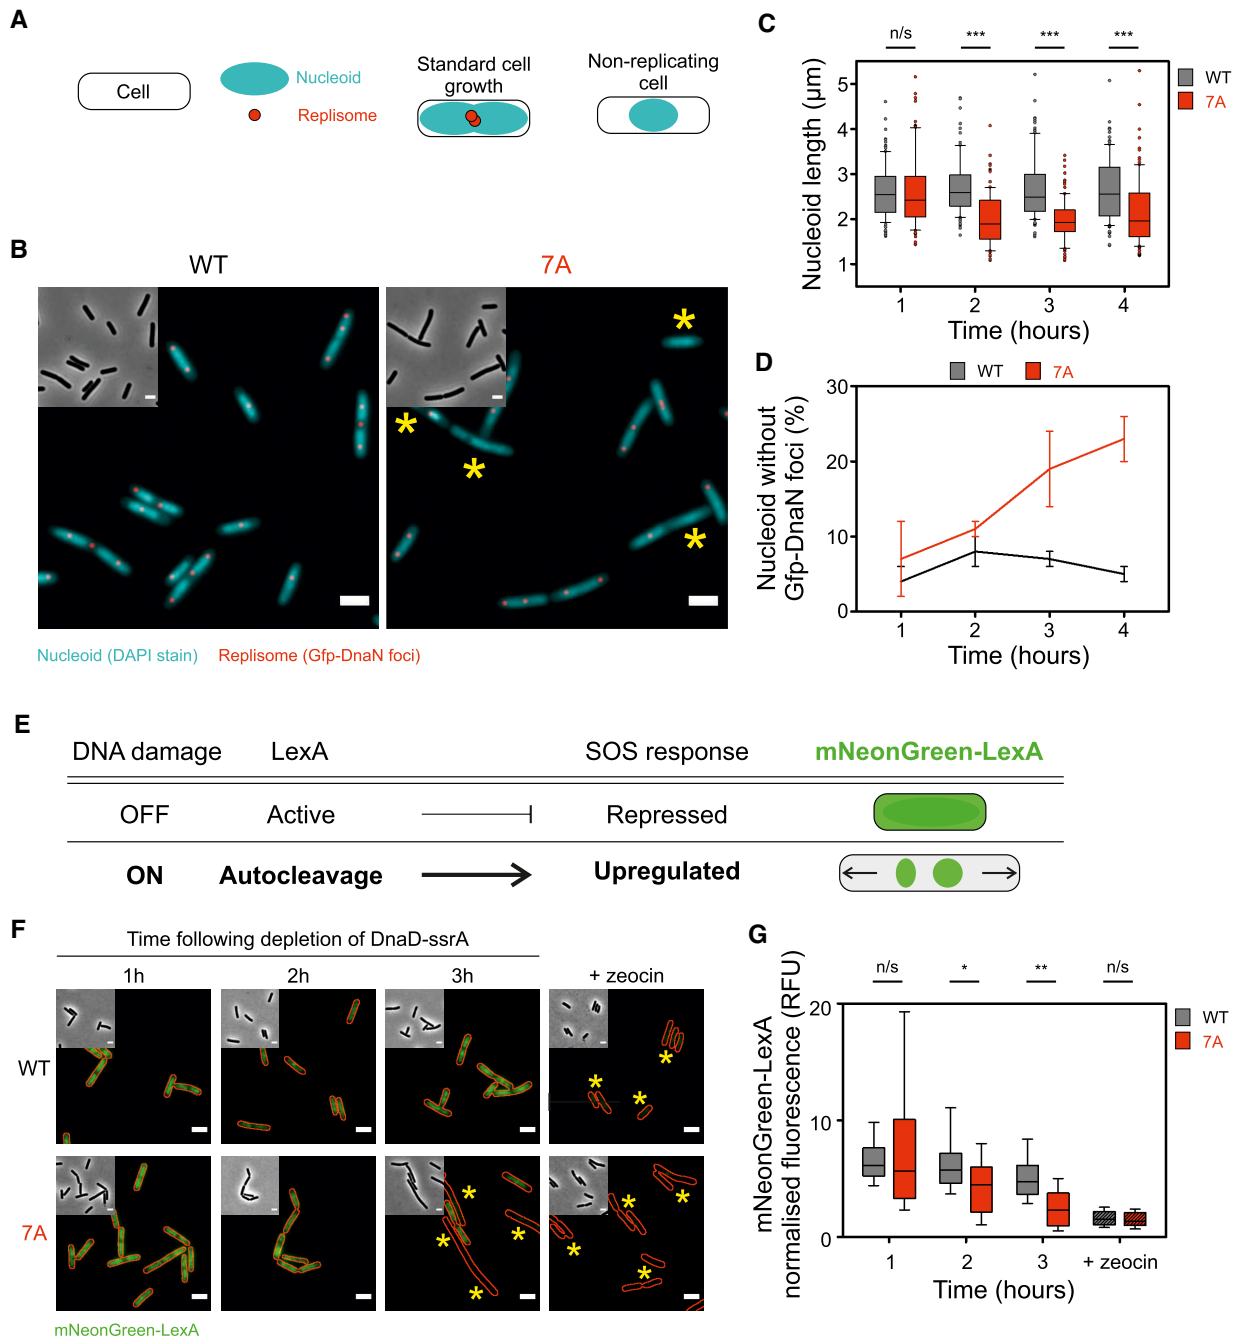 A
Cell
Nucleoid
Replisome
Standard cell
growth
Non-replicating
cell
B
WT
7A
*
*
*
*
Nucleoid (DAPI stain) Replisome (Gfp-DnaN foci)
C
n/s *** *** ***
Nucleoid length (µm)
5
4
3
2
1
1 2 3 4
Time (hours)
WT
7A
D
WT 7A
Nucleoid without
Gfp-DnaN foci (%)
30
20
10
0
1 2 3 4
Time (hours)
E
DNA damage LexA SOS response mNeonGreen-LexA
OFF Active Repressed
ON Autocleavage Upregulated
F
Time following depletion of DnaD-ssrA
1h 2h 3h + zeocin
WT
*
*
*
7A
*
*
*
*
*
*
*
*
mNeonGreen-LexA
G
n/s * ** n/s
mNeonGreen-LexA
normalised fluorescence (RFU)
20
10
0
1 2 3 + zeocin
Time (hours)
WT
7A